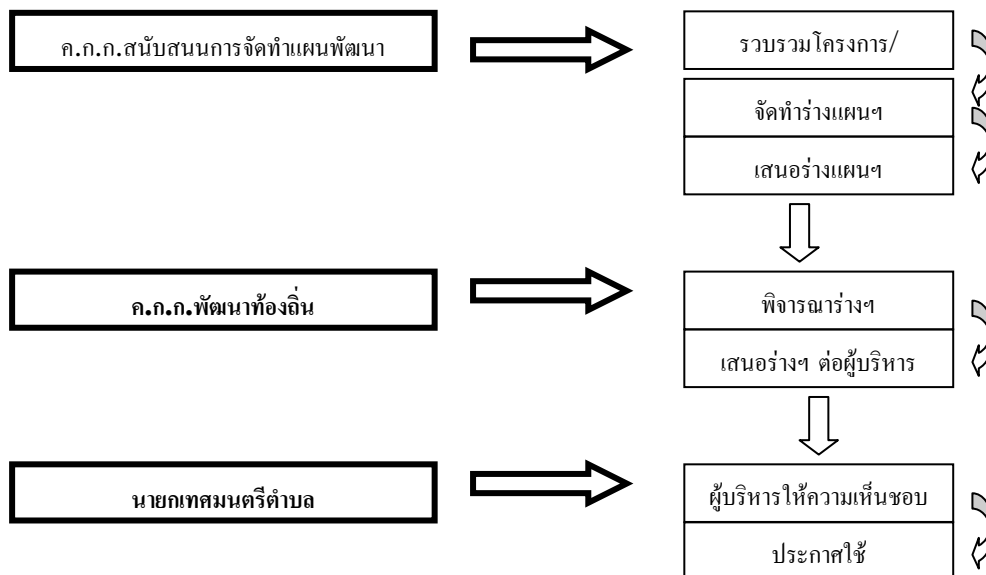 ค.ก.ก.สนับสนนการจัดทำแผนพัฒนา
รวบรวมโครงการ/
จัดทำร่างแผนฯ
เสนอร่างแผนฯ
ค.ก.ก.พัฒนาท้องถิ่น
พิจารณาร่างฯ
เสนอร่างฯ ต่อผู้บริหาร
นายกเทศมนตรีตำบล
ผู้บริหารให้ความเห็นชอบ
ประกาศใช้